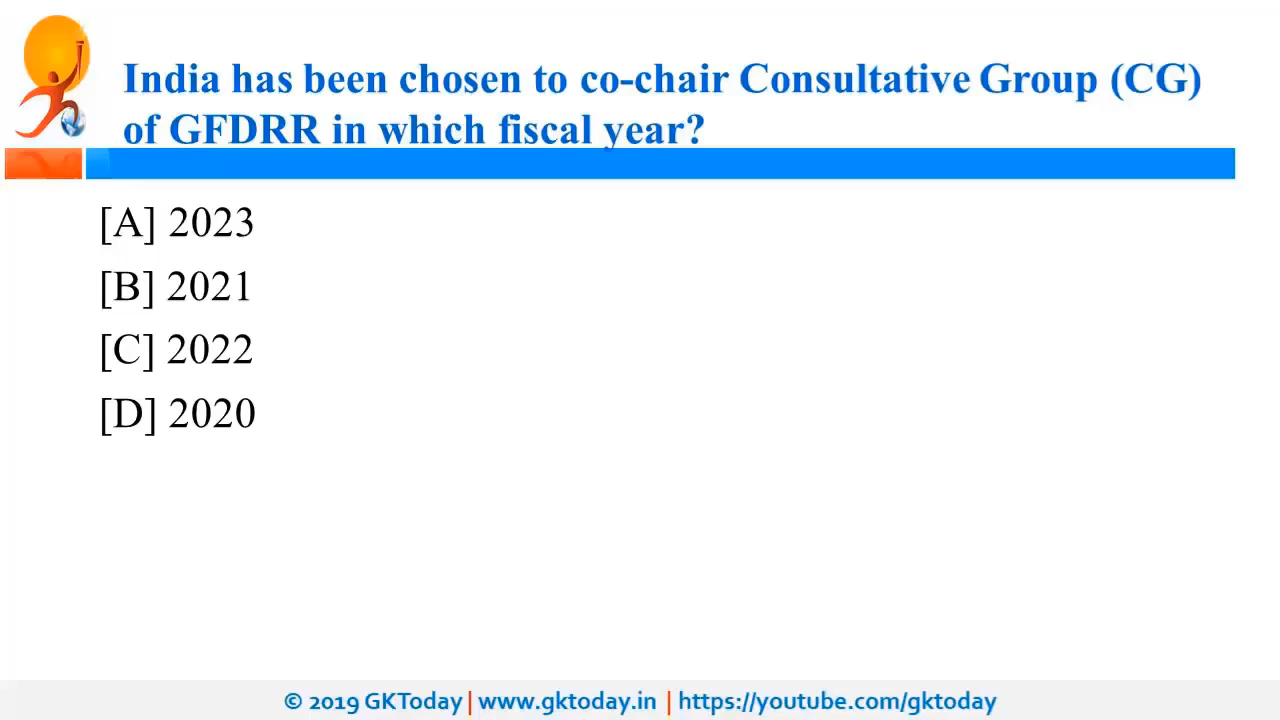 India has been chosen to co-chair Consultative Group (CG)
of GFDRR in which fiscal year?
[A] 2023
[B] 2021
[C] 2022
[D] 2020
© 2019 GKToday | www.gktoday.in | https://youtube.com/gktoday